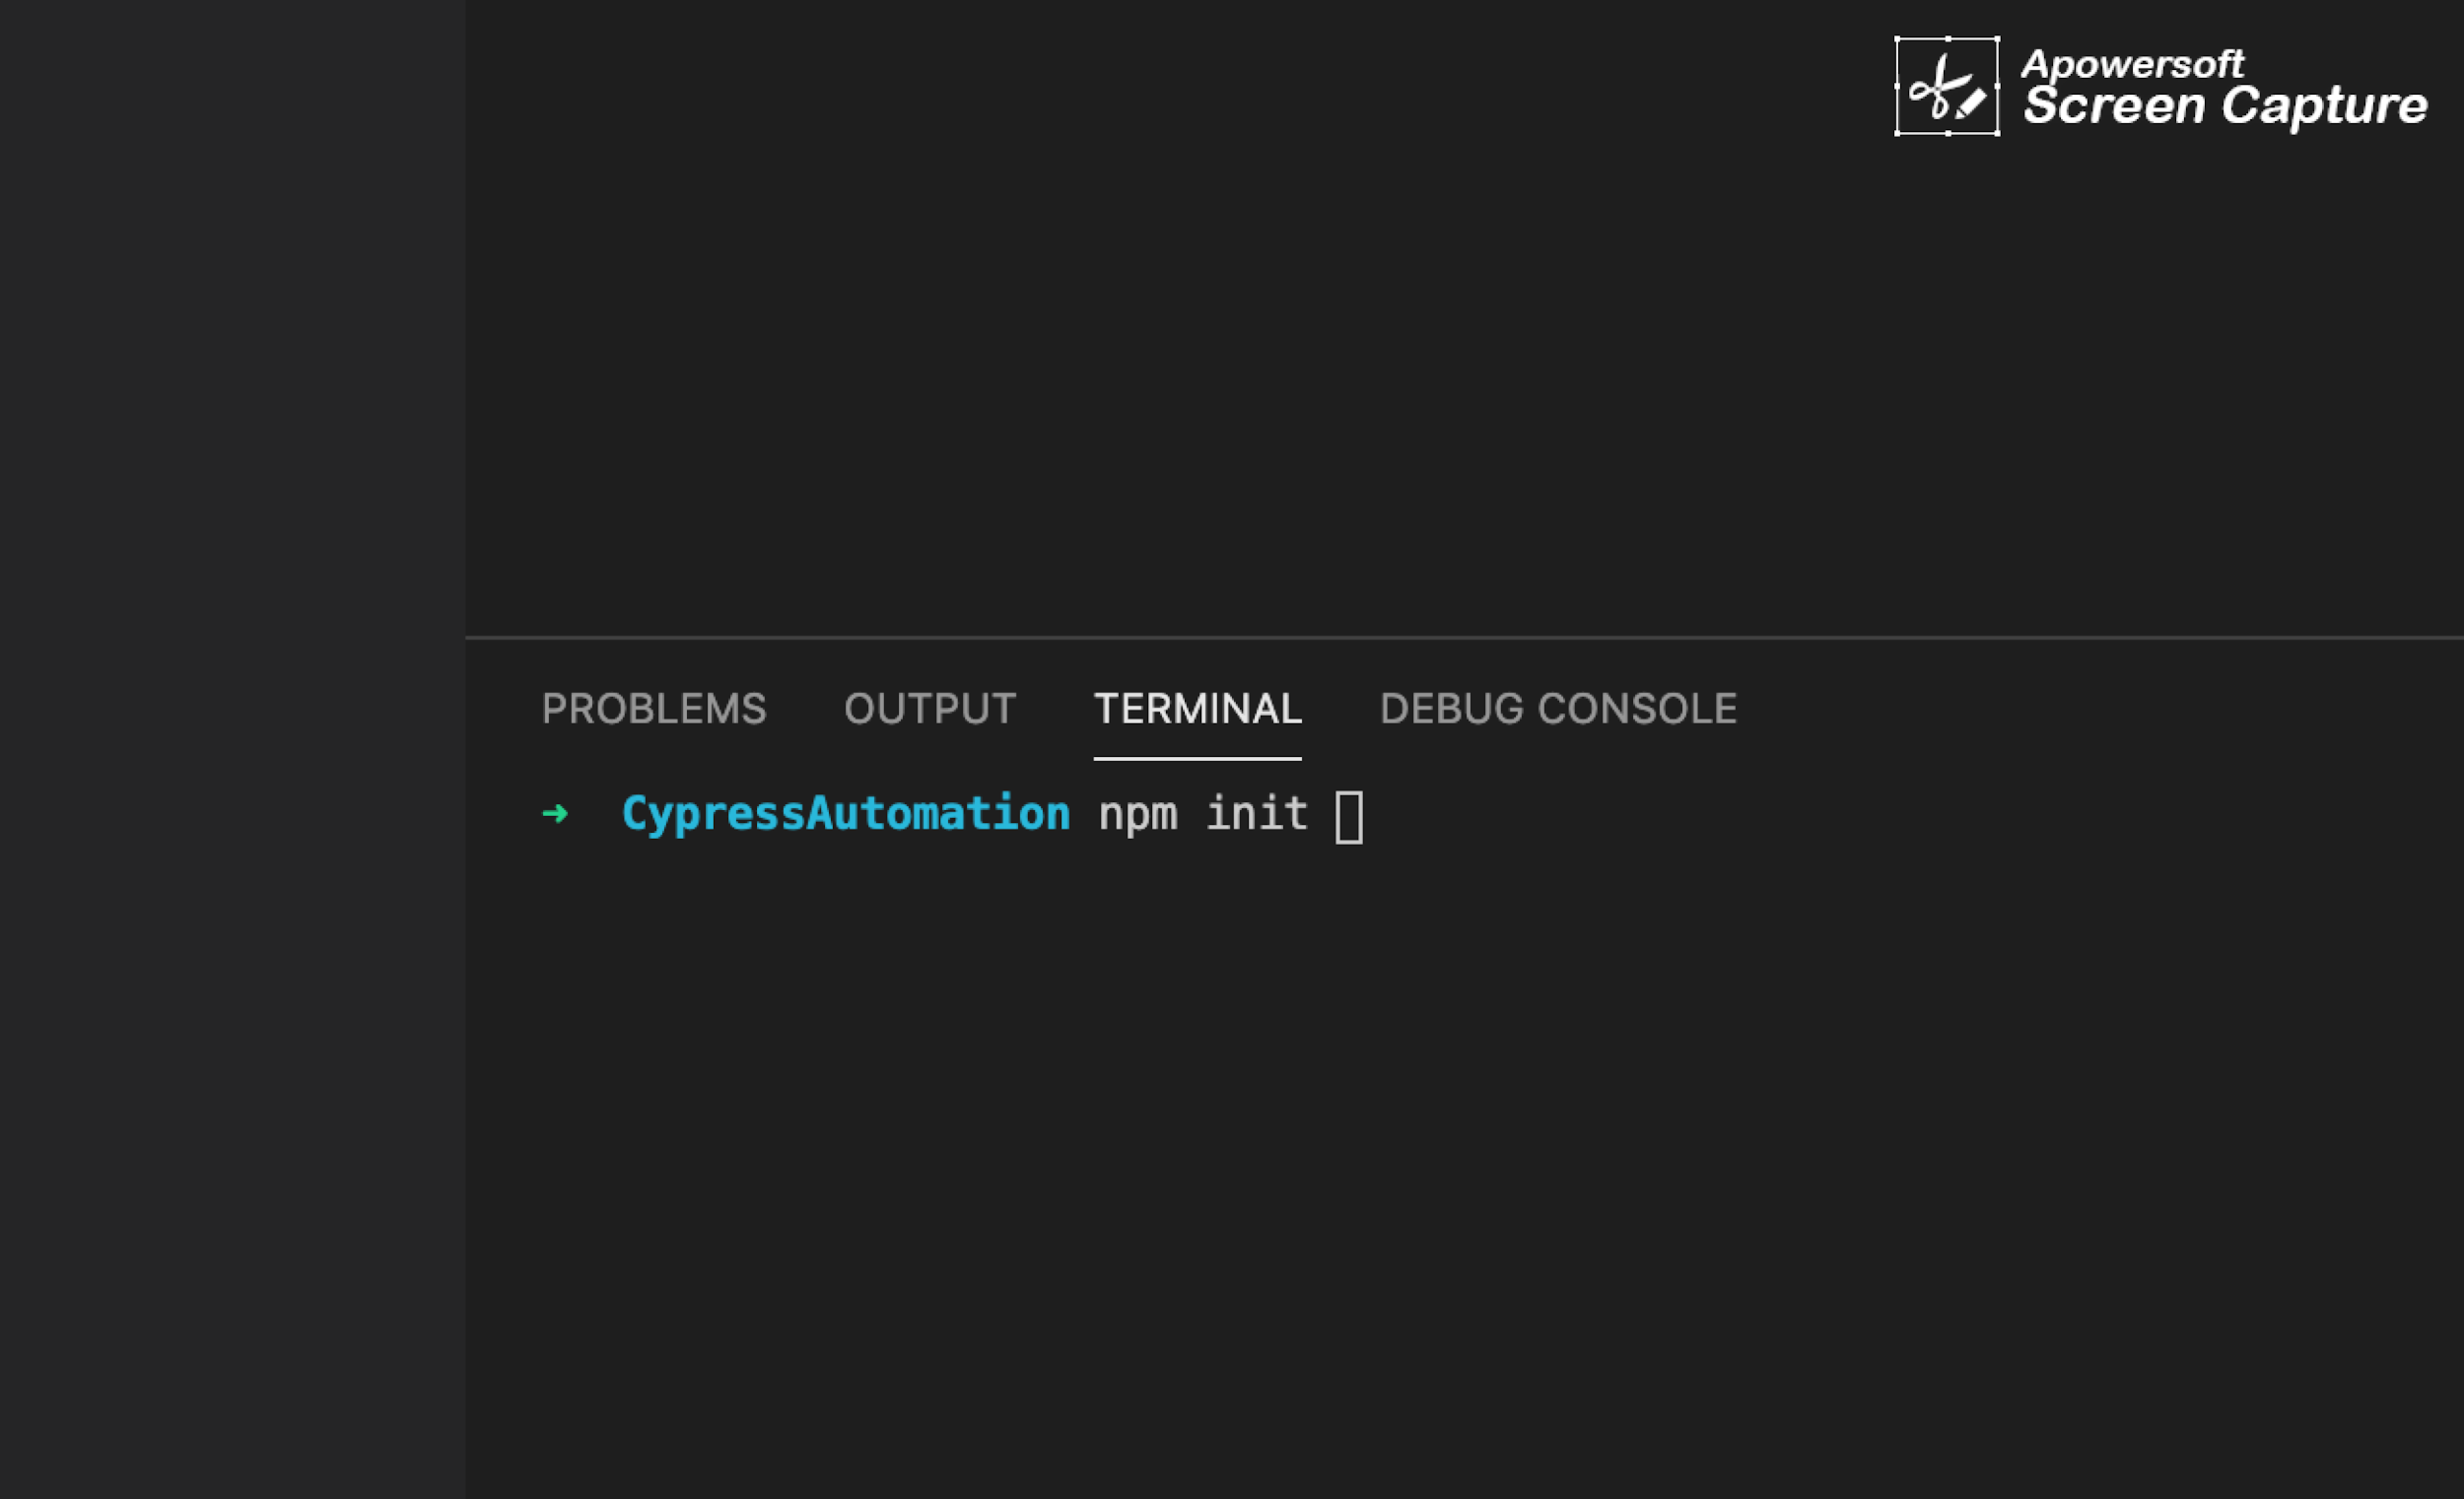 Apowersoft
Screen Capture
PROBLEMS OUTPUT TERMINAL DEBUG CONSOLE
➜ CypressAutomation npm init